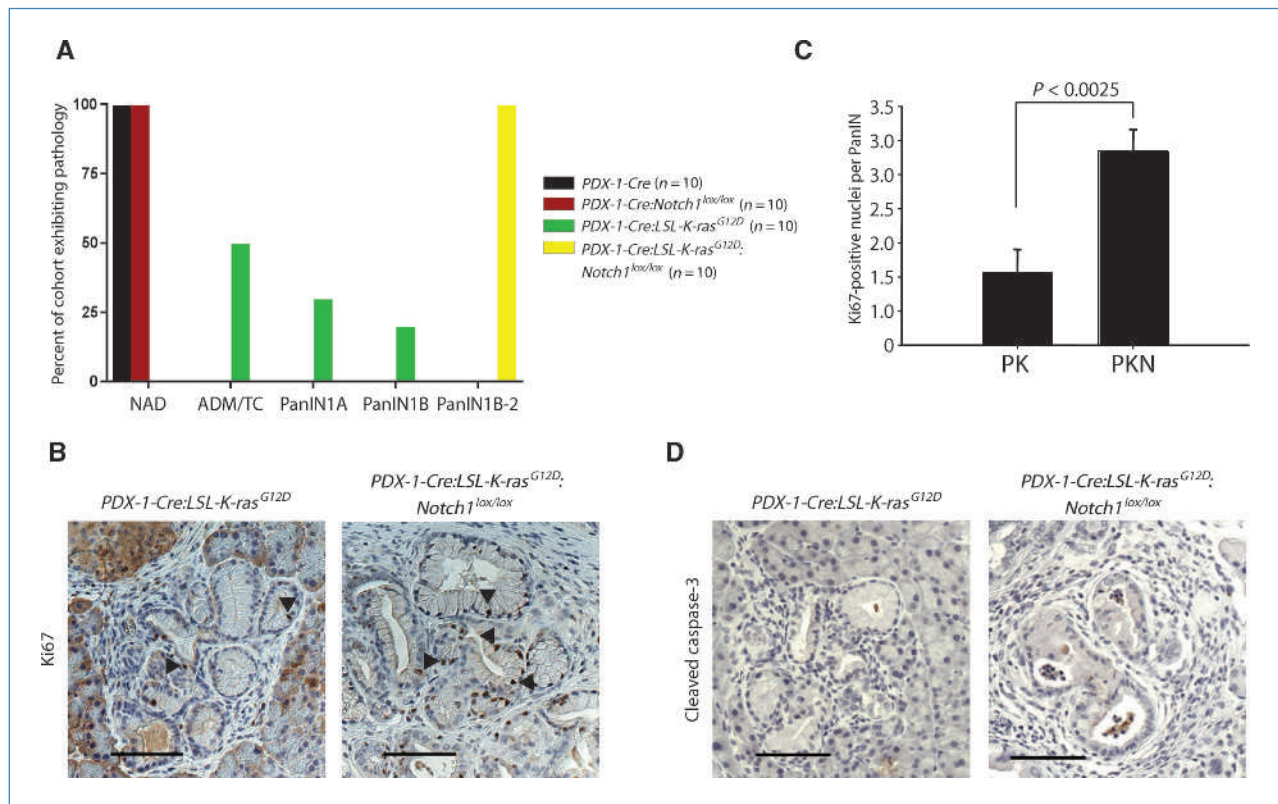 A
Percent of cohort exhibiting pathology
100
75
50
25
0
NAD ADM/TC PanIN1A PanIN1B PanIN1B-2
PDX-1-Cre (n = 10)
PDX-1-Cre:Notch1lox/lox (n = 10)
PDX-1-Cre:LSL-K-rasG12D (n = 10)
PDX-1-Cre:LSL-K-rasG12D:
Notch1lox/lox (n = 10)
C
P < 0.0025
Ki67-positive nuclei per PanIN
3.5
3.0
2.5
2.0
1.5
1.0
0.5
0
PK PKN
B
PDX-1-Cre:LSL-K-rasG12D
PDX-1-Cre:LSL-K-rasG12D:
Notch1lox/lox
Ki67
D
PDX-1-Cre:LSL-K-rasG12D
PDX-1-Cre:LSL-K-rasG12D:
Notch1lox/lox
Cleaved caspase-3